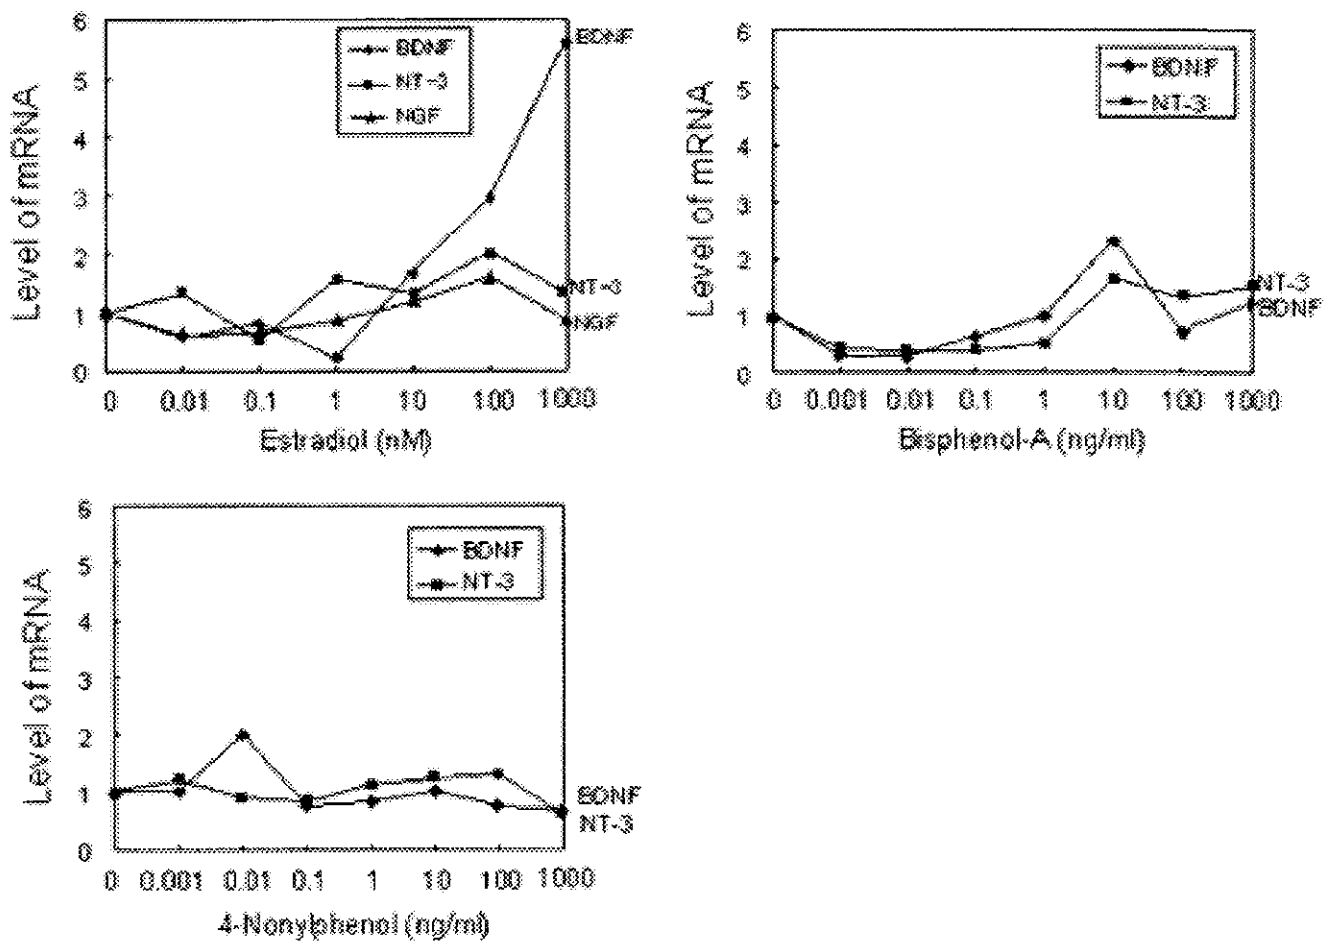 6
5
4
3
2
1
0
Level of mRNA
BDNF
NT-3
NGF
BDNF
NT-3
NGF
0 0.01 0.1 1 10 100 1000
Estradiol (nM)
6
5
4
3
2
1
0
Level of mRNA
BDNF
NT-3
NT-3
BDNF
0 0.001 0.01 0.1 1 10 100 1000
Bisphenol-A (ng/ml)
6
5
4
3
2
1
0
Level of mRNA
BDNF
NT-3
BDNF
NT-3
0 0.001 0.01 0.1 1 10 100 1000
4-Nonylphenol (ng/ml)